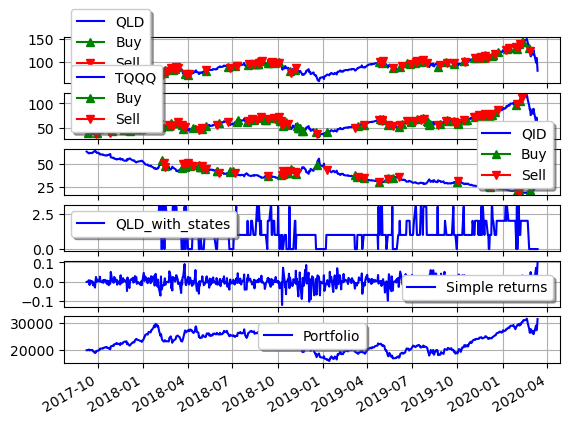 QLD
Buy
Sell
150
100
TQQQ
Buy
Sell
100
50
QID
Buy
Sell
50
25
QLD_with_states
2.5
0.0
Simple returns
0.1
0.0
−0.1
Portfolio
30000
20000
2017-10
2018-01
2018-04
2018-07
2018-10
2019-01
2019-04
2019-07
2019-10
2020-01
2020-04